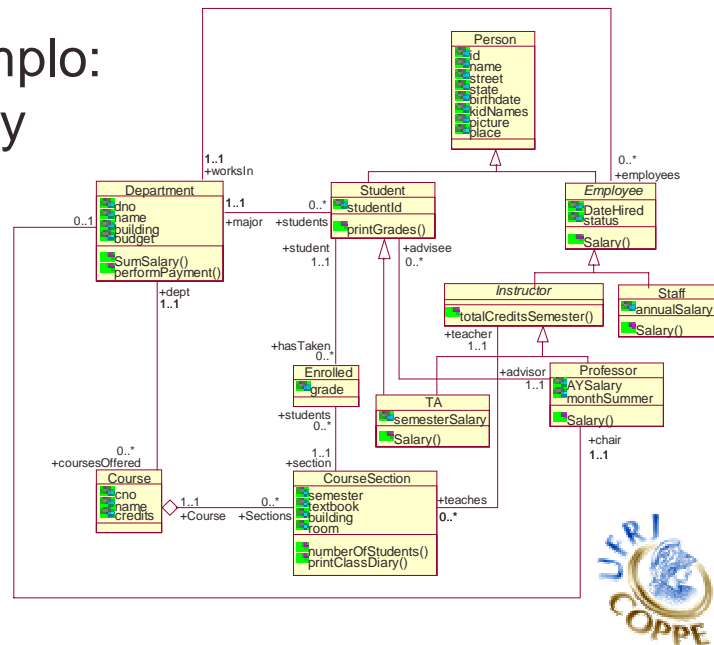 nplo:
y
Person
id
name
street
state
birthdate
kidNames
picture
place
1..1
+worksIn
0..*
+employees
Department
dno
name
building
budget
SumSalary()
performPayment()
0..1
1..1
+major
0..*
+students
Student
studentId
printGrades()
Employee
DateHired
status
Salary()
+student
1..1
+advisee
0..*
+dept
1..1
Instructor
totalCreditsSemester()
Staff
annualSalary
Salary()
+teacher
1..1
+hasTaken
0..*
Enrolled
grade
+students
0..*
+advisor
1..1
Professor
AYSalary
monthSummer
Salary()
TA
semesterSalary
Salary()
+chair
1..1
0..*
+coursesOffered
1..1
+section
Course
cno
name
credits
1..1
+Course
0..*
+Sections
CourseSection
semester
textbook
building
room
numberOfStudents()
printClassDiary()
+teaches
0..*
UFRJ
COPPE